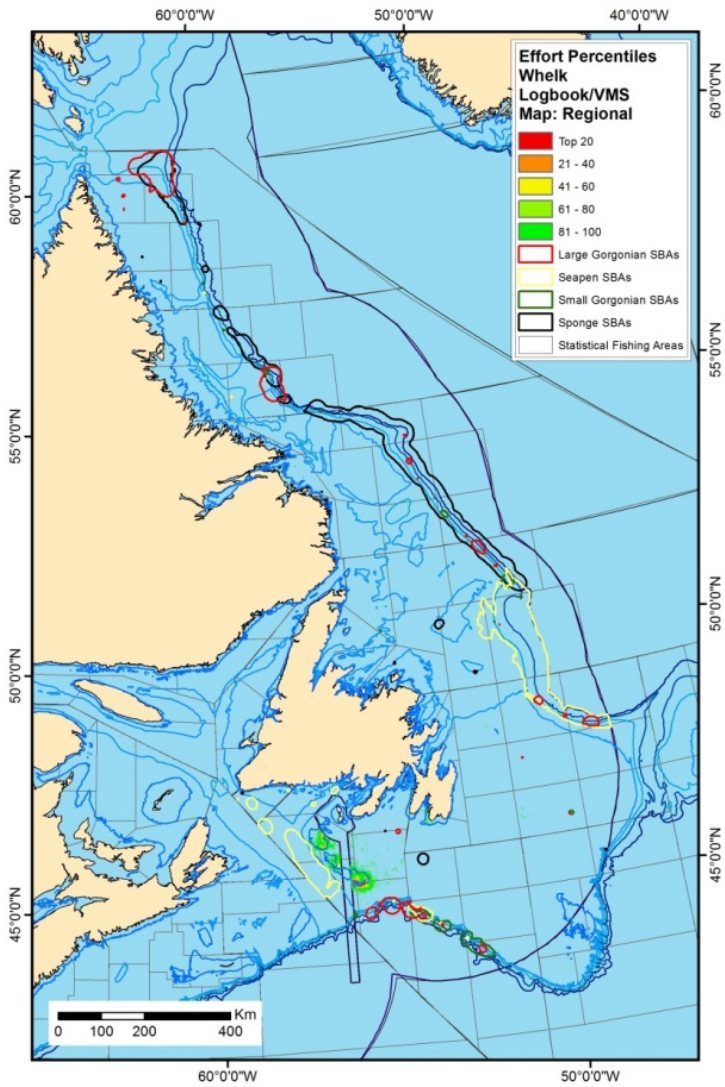 60°0'0"W 50°0'0"W 40°0'0"W
Effort Percentiles
Whelk
Logbook/VMS
Map: Regional
Top 20
21 - 40
41 - 60
61 - 80
81 - 100
Large Gorgonian SBAs
Seapen SBAs
Small Gorgonian SBAs
Sponge SBAs
Statistical Fishing Areas
60°0'0"N
60°0'0"N
55°0'0"N
55°0'0"N
50°0'0"N
50°0'0"N
45°0'0"N
45°0'0"N
Km
0 100 200 400
60°0'0"W 50°0'0"W